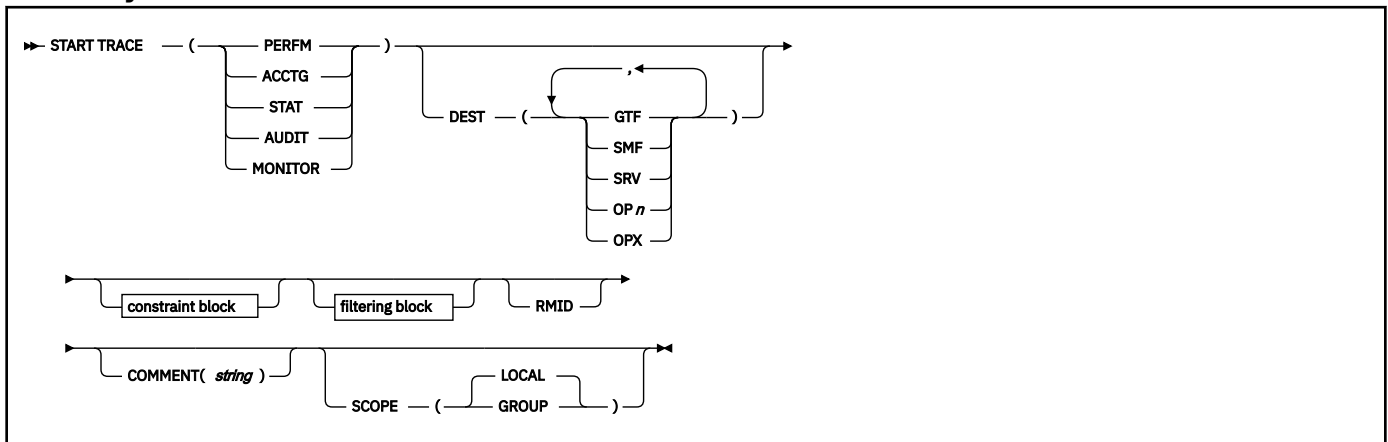 START TRACE ( PERFM )
ACCTG
STAT
AUDIT
MONITOR
DEST ( , GTF )
SMF
SRV
OP n
OPX
constraint block filtering block RMID
COMMENT( string )
SCOPE ( LOCAL
GROUP )